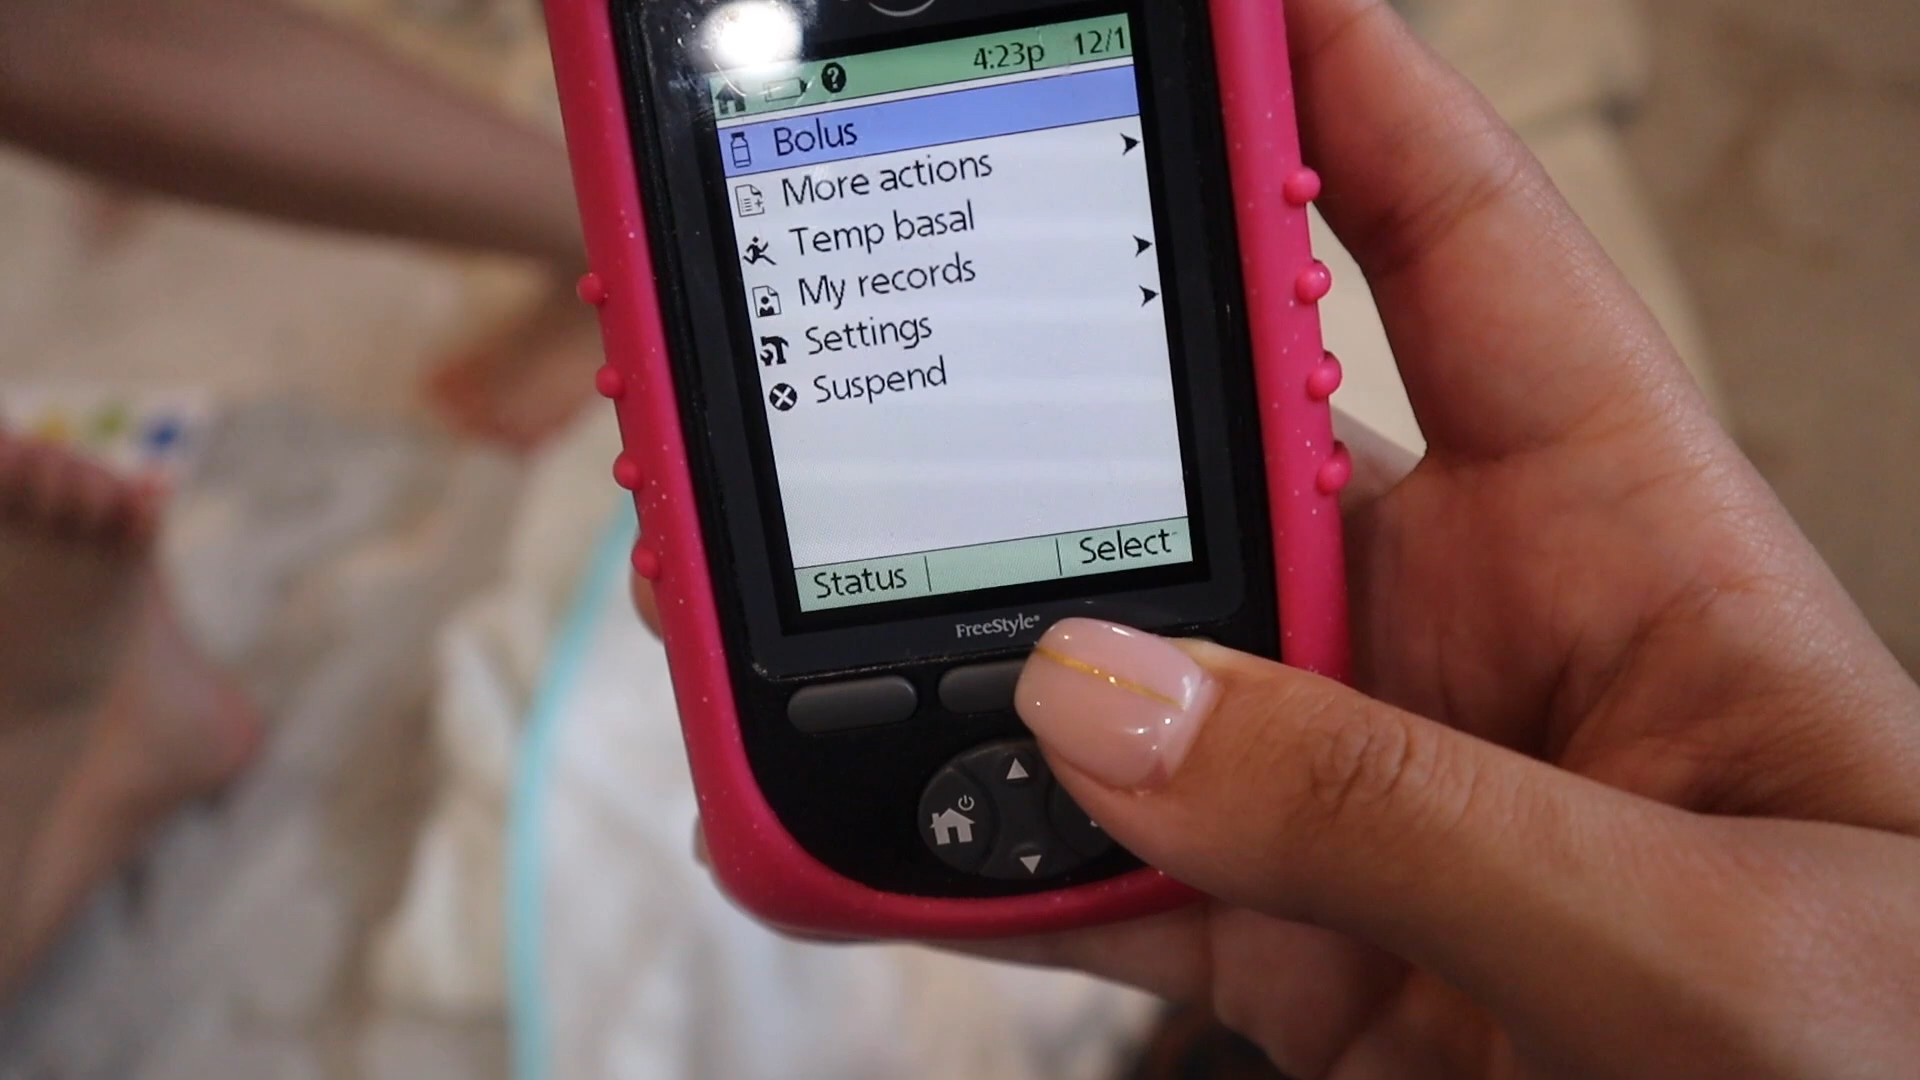 4:23p 12/1
Bolus
More actions
Temp basal
My records
Settings
Suspend
Status Select
FreeStyle